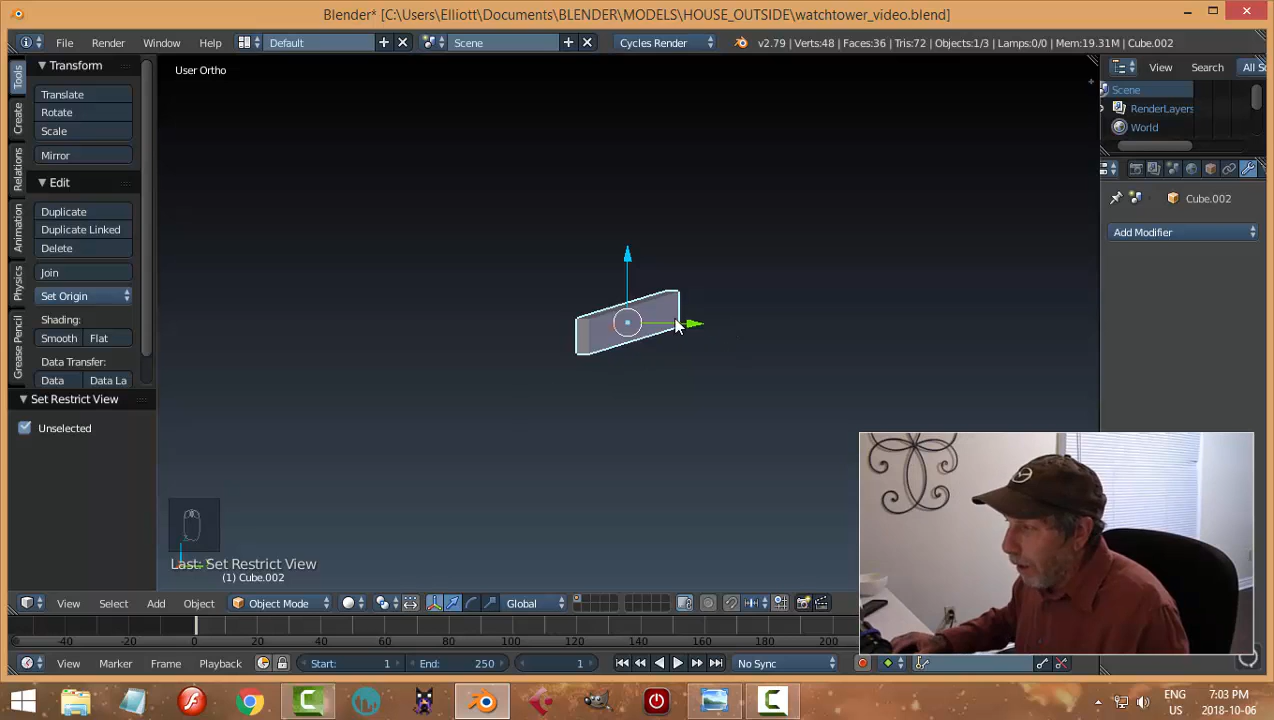 Blender* [C:\Users\Elliott\Documents\BLENDER\MODELS\HOUSE_OUTSIDE\watchtower_video.blend]
File Render Window Help Default Scene Cycles Render v2.79 | Verts:48 | Faces:36 | Tris:72 | Objects:1/3 | Lamps:0/0 | Mem:19.31M | Cube.002
Tools
Create
Relations
Animation
Physics
Grease Pencil
Transform
Translate
Rotate
Scale
Mirror
Edit
Duplicate
Duplicate Linked
Delete
Join
Set Origin
Shading:
Smooth Flat
Data Transfer:
Data Data La
Set Restrict View
Unselected
User Ortho
Last: Set Restrict View
(1) Cube.002
View Search All S
Scene
RenderLayers
World
Cube.002
Add Modifier
View Select Add Object Object Mode Global
-40 -20 0 20 40 60 80 100 120 140 160 180 200
View Marker Frame Playback Start: 1 End: 250 1 No Sync
ENG 7:03 PM
US 2018-10-06